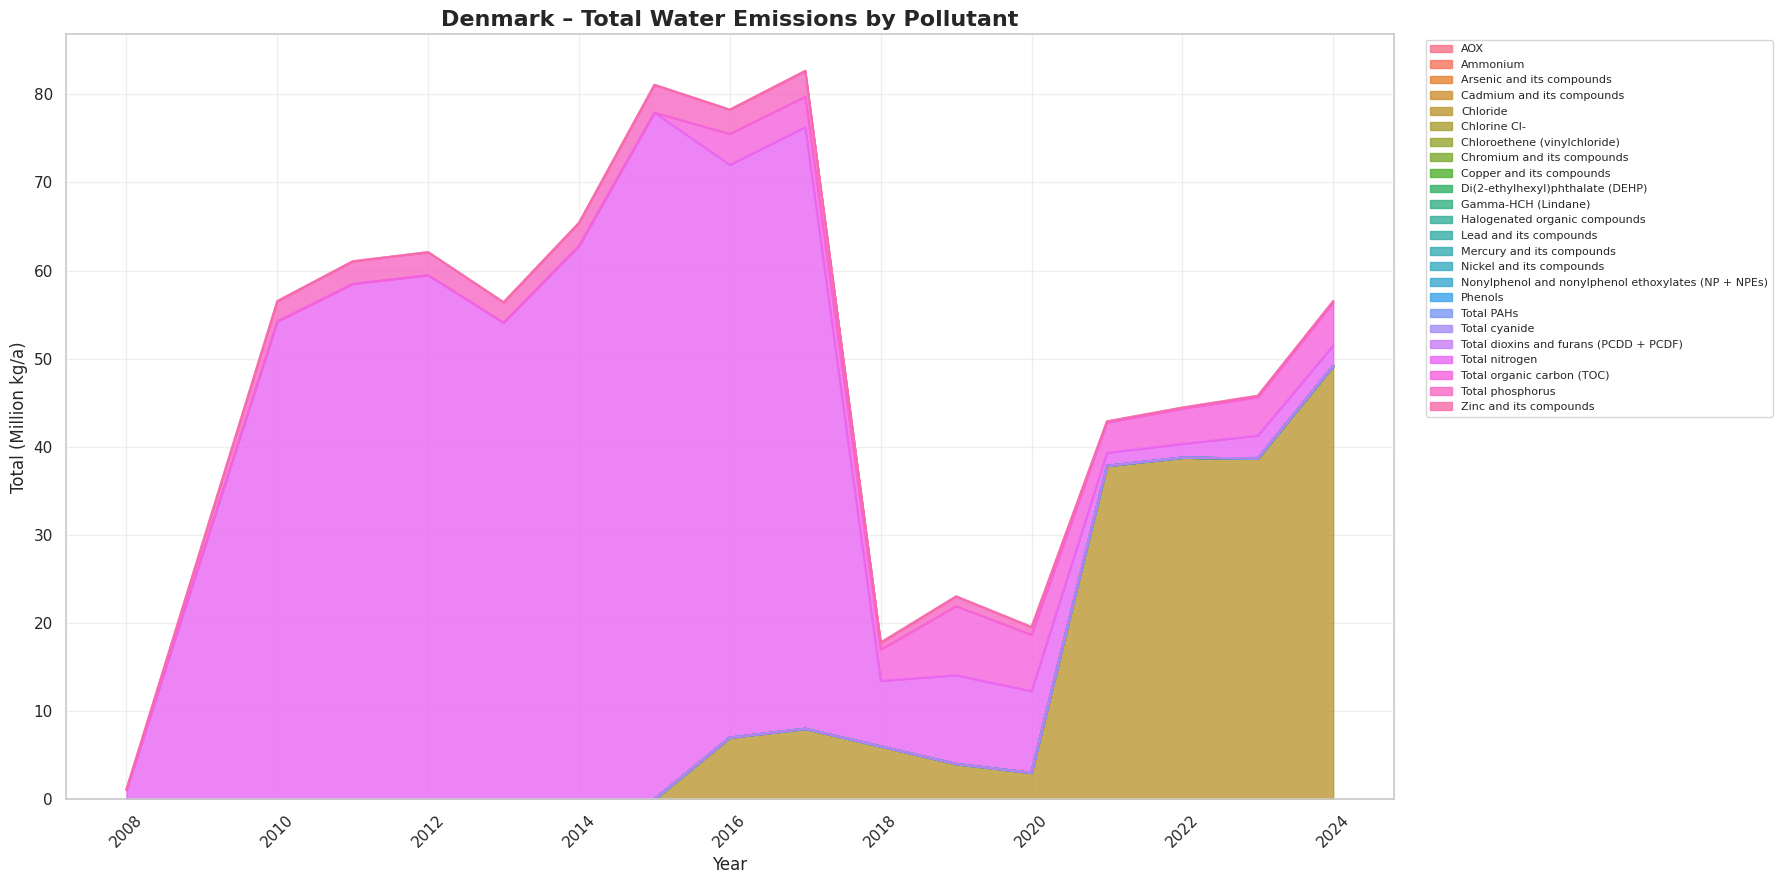 Denmark – Total Water Emissions by Pollutant
Total (Million kg/a)
80
70
60
50
40
30
20
10
0
2008
2010
2012
2014
2016
2018
2020
2022
2024
Year
AOX
Ammonium
Arsenic and its compounds
Cadmium and its compounds
Chloride
Chlorine Cl-
Chloroethene (vinylchloride)
Chromium and its compounds
Copper and its compounds
Di(2-ethylhexyl)phthalate (DEHP)
Gamma-HCH (Lindane)
Halogenated organic compounds
Lead and its compounds
Mercury and its compounds
Nickel and its compounds
Nonylphenol and nonylphenol ethoxylates (NP + NPEs)
Phenols
Total PAHs
Total cyanide
Total dioxins and furans (PCDD + PCDF)
Total nitrogen
Total organic carbon (TOC)
Total phosphorus
Zinc and its compounds